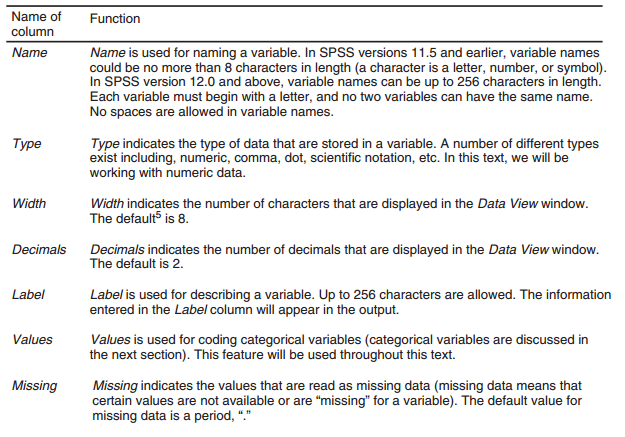 Name of Function
column
Name Name is used for naming a variable. In SPSS versions 11.5 and earlier, variable names
could be no more than 8 characters in length (a character is a letter, number, or symbol).
In SPSS version 12.0 and above, variable names can be up to 256 characters in length.
Each variable must begin with a letter, and no two variables can have the same name.
No spaces are allowed in variable names.
Type Type indicates the type of data that are stored in a variable. A number of different types
exist including, numeric, comma, dot, scientific notation, etc. In this text, we will be
working with numeric data.
Width Width indicates the number of characters that are displayed in the Data View window.
The default5 is 8.
Decimals Decimals indicates the number of decimals that are displayed in the Data View window.
The default is 2.
Label Label is used for describing a variable. Up to 256 characters are allowed. The information
entered in the Label column will appear in the output.
Values Values is used for coding categorical variables (categorical variables are discussed in
the next section). This feature will be used throughout this text.
Missing Missing indicates the values that are read as missing data (missing data means that
certain values are not available or are “missing” for a variable). The default value for
missing data is a period, “.”